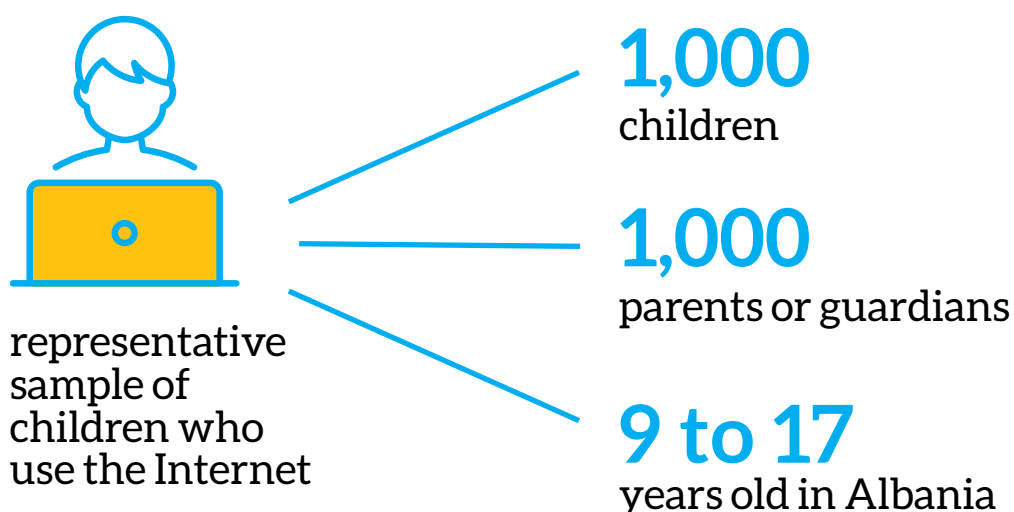 representative
sample of
children who
use the Internet
1,000
children
1,000
parents or guardians
9 to 17
years old in Albania